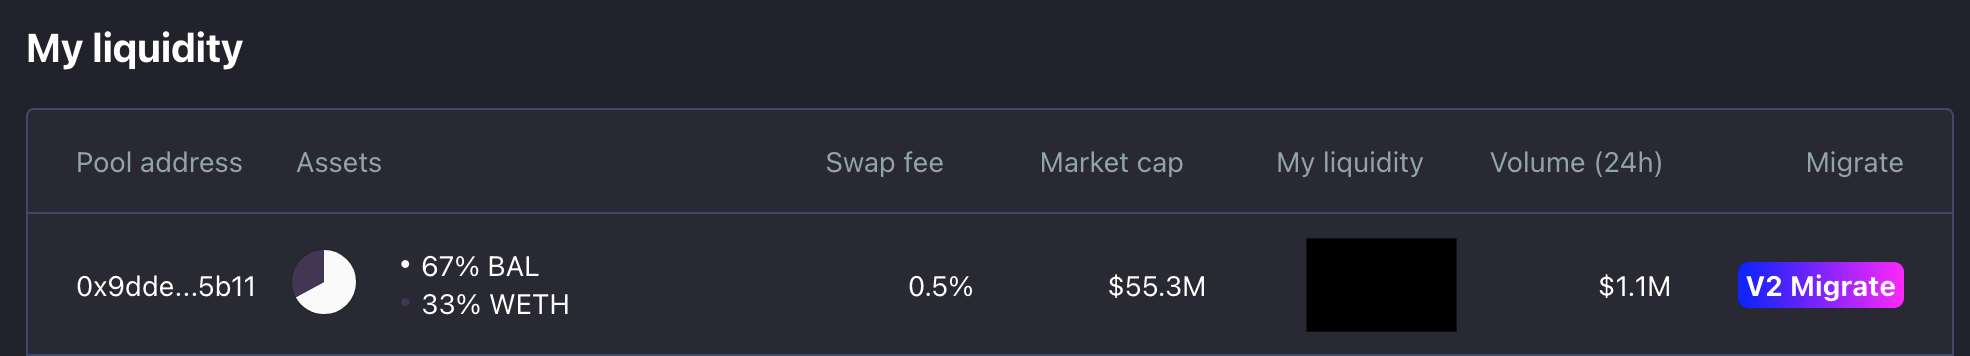 My liquidity
Pool address Assets Swap fee Market cap My liquidity Volume (24h) Migrate
0x9dde...5b11 • 67% BAL 0.5% $55.3M $1.1M V2 Migrate
• 33% WETH